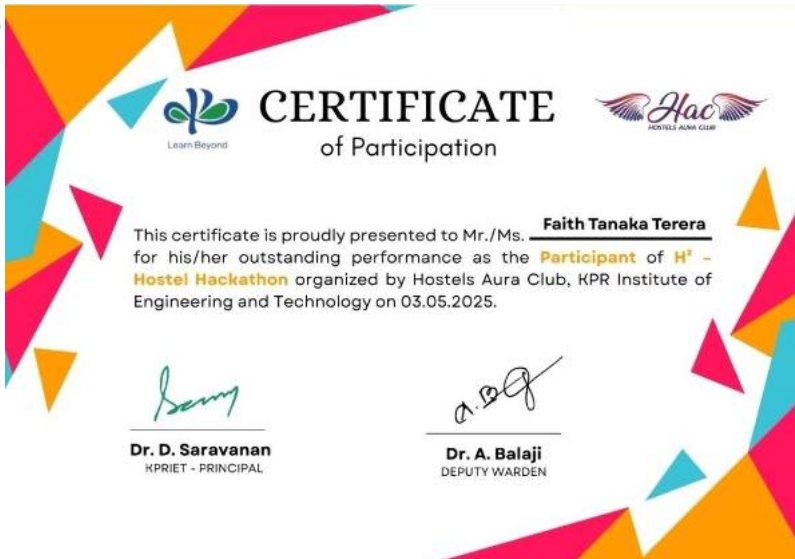 CERTIFICATE
of Participation
Learn Beyond
Hac
HOSTELS AURA CLUB
This certificate is proudly presented to Mr./Ms. Faith Tanaka Terera
for his/her outstanding performance as the Participant of H² –
Hostel Hackathon organized by Hostels Aura Club, KPR Institute of
Engineering and Technology on 03.05.2025.
A.B
Dr. D. Saravanan
KPRIET - PRINCIPAL
Dr. A. Balaji
DEPUTY WARDEN